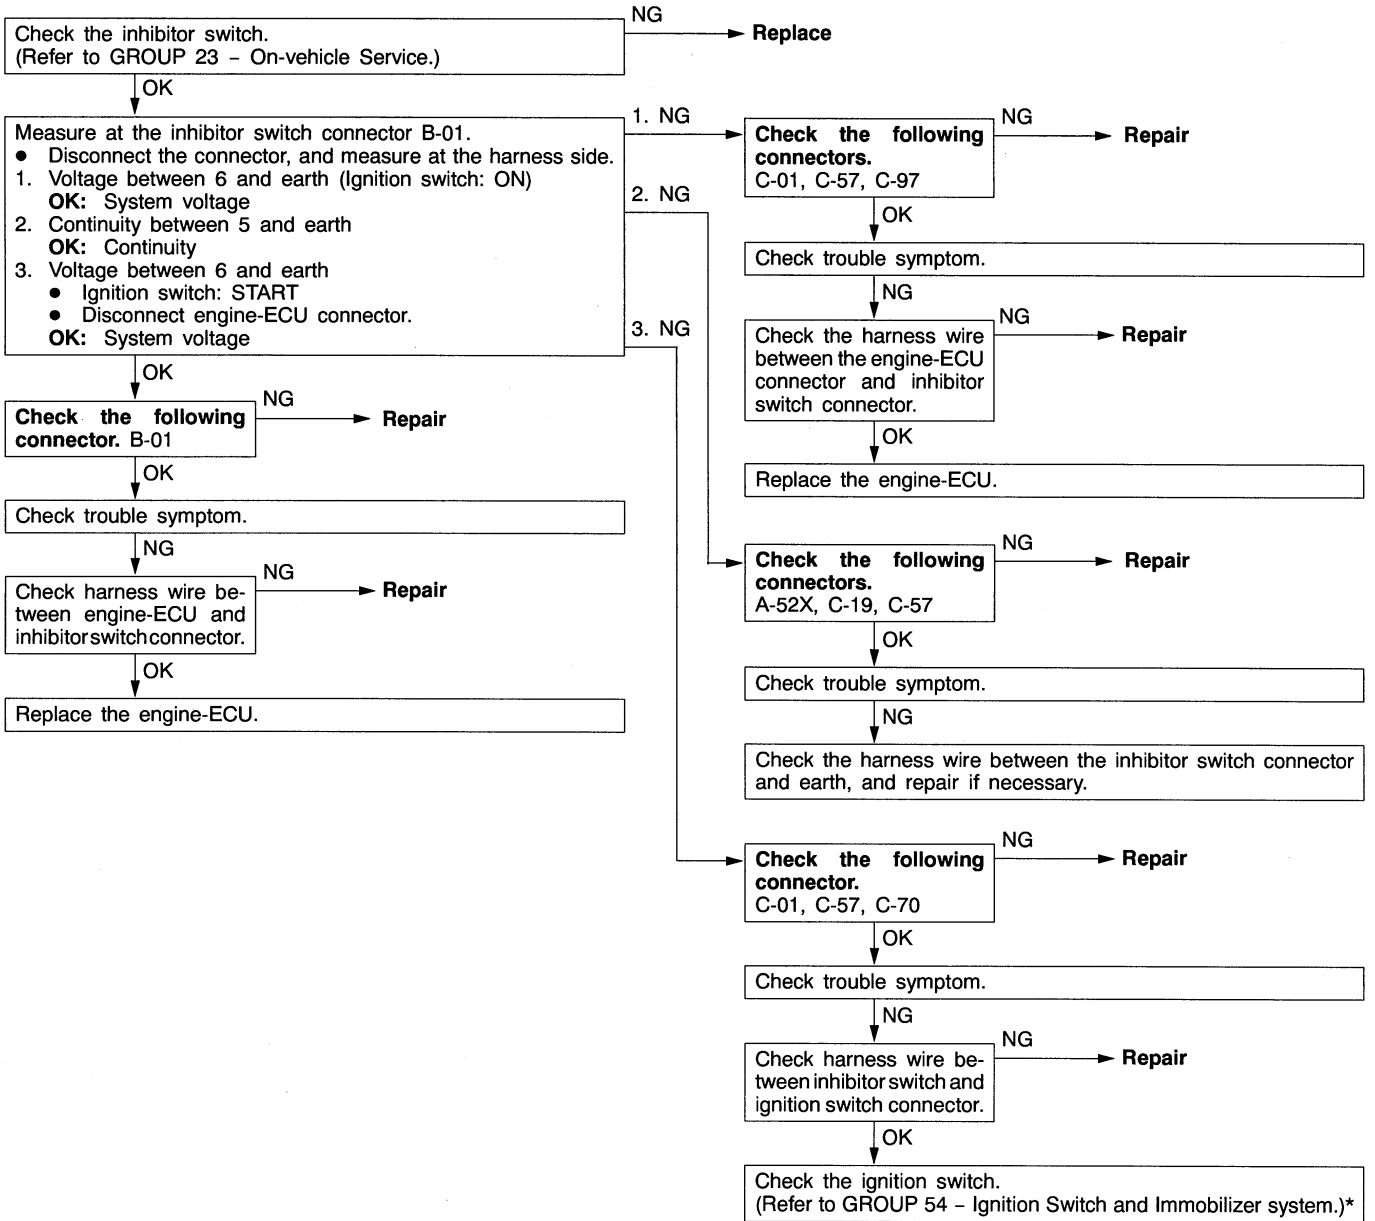 Check the inhibitor switch.
(Refer to GROUP 23 – On-vehicle Service.)
NG
Replace
OK
Measure at the inhibitor switch connector B-01.
● Disconnect the connector, and measure at the harness side.
1. Voltage between 6 and earth (Ignition switch: ON)
OK: System voltage
2. Continuity between 5 and earth
OK: Continuity
3. Voltage between 6 and earth
● Ignition switch: START
● Disconnect engine-ECU connector.
OK: System voltage
OK
Check the following
connector. B-01
NG
Repair
OK
Check trouble symptom.
NG
Check harness wire be-
tween engine-ECU and
inhibitor switch connector.
NG
Repair
OK
Replace the engine-ECU.
1. NG
Check the following
connectors.
C-01, C-57, C-97
NG
Repair
OK
Check trouble symptom.
NG
Check the harness wire
between the engine-ECU
connector and inhibitor
switch connector.
NG
Repair
OK
Replace the engine-ECU.
2. NG
Check the following
connectors.
A-52X, C-19, C-57
NG
Repair
OK
Check trouble symptom.
NG
Check the harness wire between the inhibitor switch connector
and earth, and repair if necessary.
3. NG
Check the following
connector.
C-01, C-57, C-70
NG
Repair
OK
Check trouble symptom.
NG
Check harness wire be-
tween inhibitor switch and
ignition switch connector.
NG
Repair
OK
Check the ignition switch.
(Refer to GROUP 54 – Ignition Switch and Immobilizer system.)*